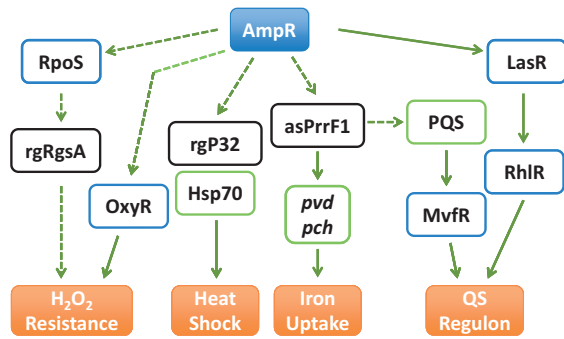 AmpR
RpoS
LasR
rgRgsA
rgP32
asPrrF1
PQS
OxyR
Hsp70
pvd
pch
MvfR
RhlR
H₂O₂
Resistance
Heat
Shock
Iron
Uptake
QS
Regulon